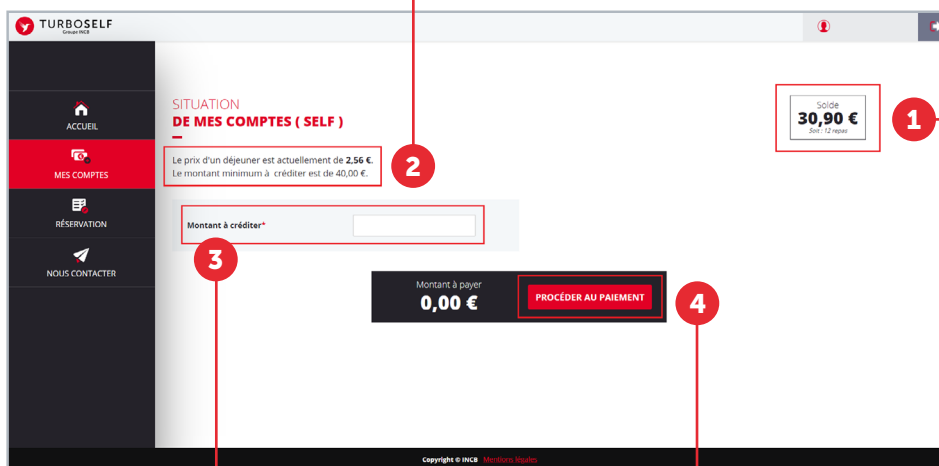 TURBOSELF
Groupe INCB
ACCUEIL
MES COMPTES
RÉSERVATION
NOUS CONTACTER
SITUATION
DE MES COMPTES ( SELF )
Solde
30,90 €
Soit : 12 repas
1
Le prix d'un déjeuner est actuellement de 2,56 €.
Le montant minimum à créditer est de 40,00 €.
2
Montant à créditer*
3
Montant à payer
0,00 €
PROCÉDER AU PAIEMENT
4
Copyright © INCB Mentions légales